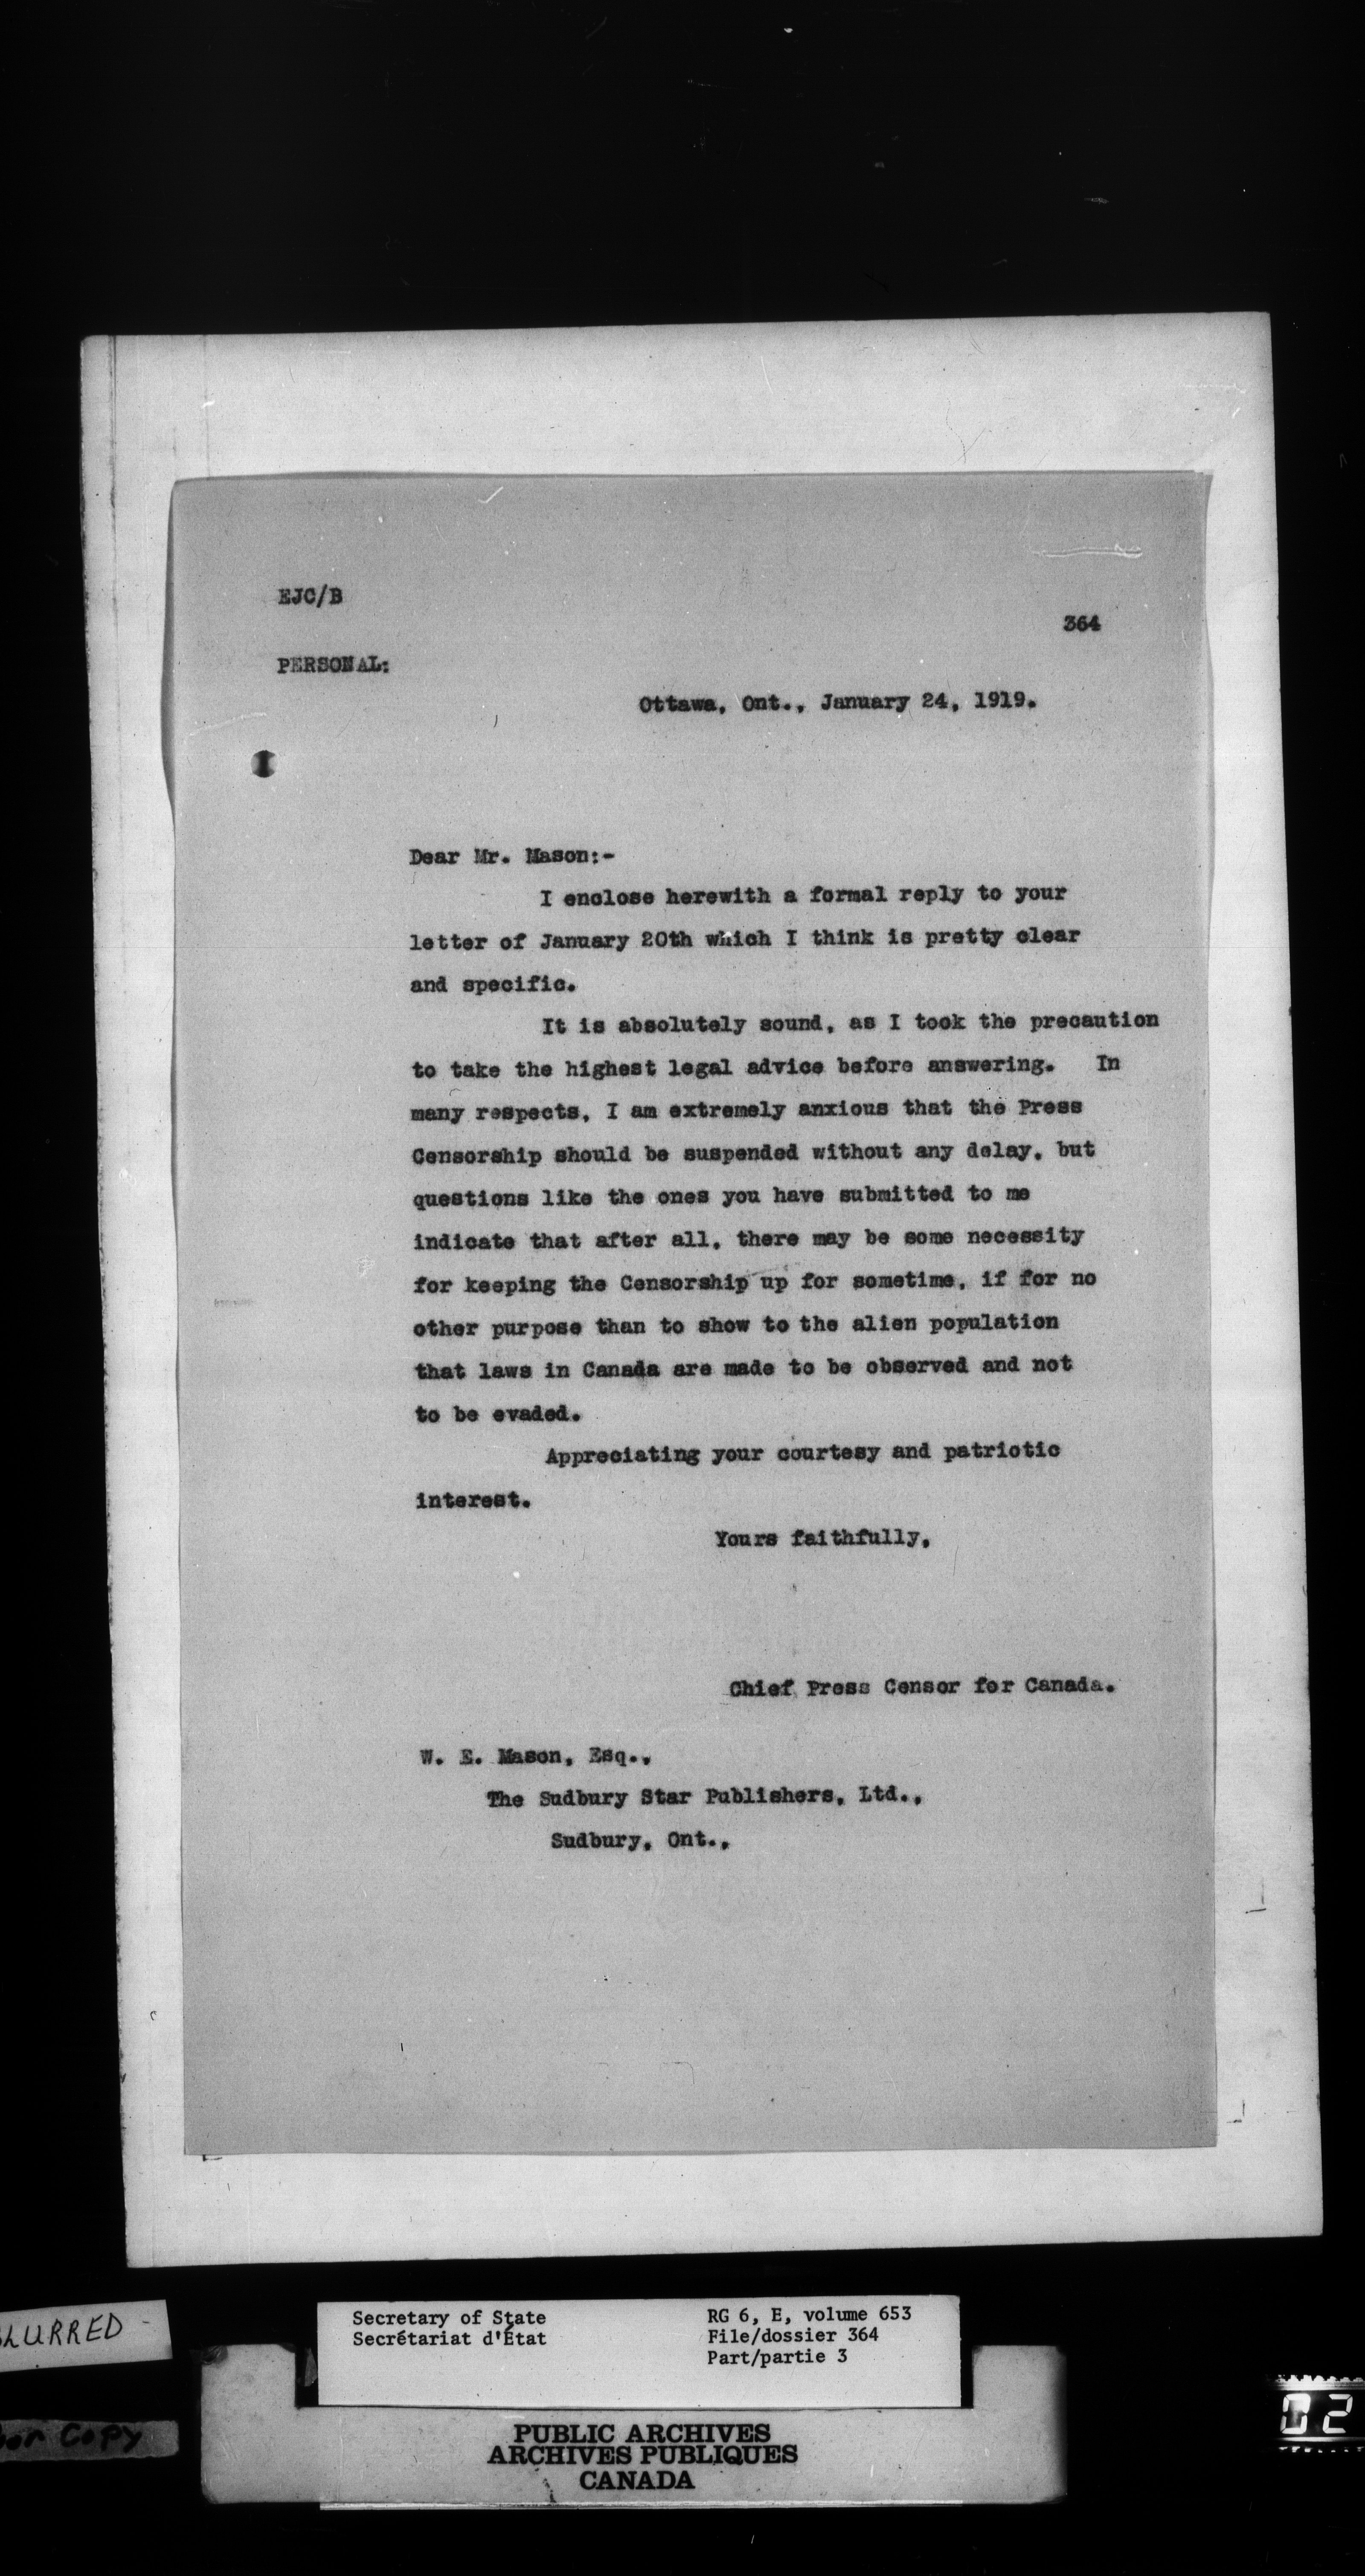 EJC/B
364
PERSONAL:
Ottawa, Ont., January 24, 1919.
Dear Mr. Mason:-
I enclose herewith a formal reply to your
letter of January 20th which I think is pretty clear
and specific.
It is absolutely sound, as I took the precaution
to take the highest legal advice before answering. In
many respects, I am extremely anxious that the Press
Censorship should be suspended without any delay, but
questions like the ones you have submitted to me
indicate that after all, there may be some necessity
for keeping the Censorship up for sometime, if for no
other purpose than to show to the alien population
that laws in Canada are made to be observed and not
to be evaded.
Appreciating your courtesy and patriotic
interest.
Yours faithfully,
Chief Press Censor for Canada.
W. E. Mason, Esq.,
The Sudbury Star Publishers, Ltd.,
Sudbury, Ont.,
LURRED
Secretary of State
Secrétariat d'État
RG 6, E, volume 653
File/dossier 364
Part/partie 3
Copy
02
PUBLIC ARCHIVES
ARCHIVES PUBLIQUES
CANADA